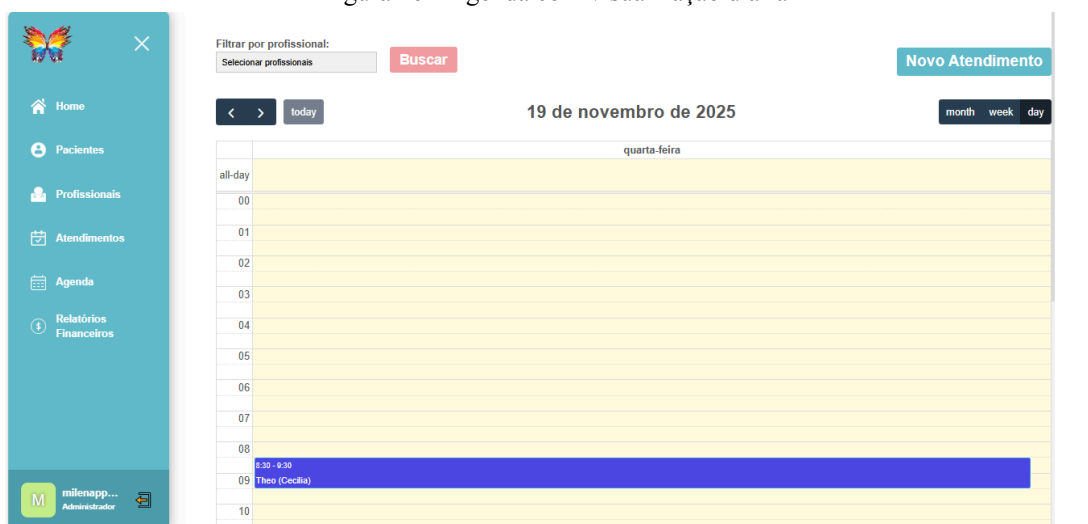 Filtrar por profissional:
Selecionar profissionais
Buscar
Novo Atendimento
Home
Pacientes
Profissionais
Atendimentos
Agenda
Relatórios
Financeiros
today
19 de novembro de 2025
month week day
quarta-feira
all-day
00
01
02
03
04
05
06
07
08
8:30 - 9:30
09 Theo (Cecília)
10
M
milenapp...
Administrador